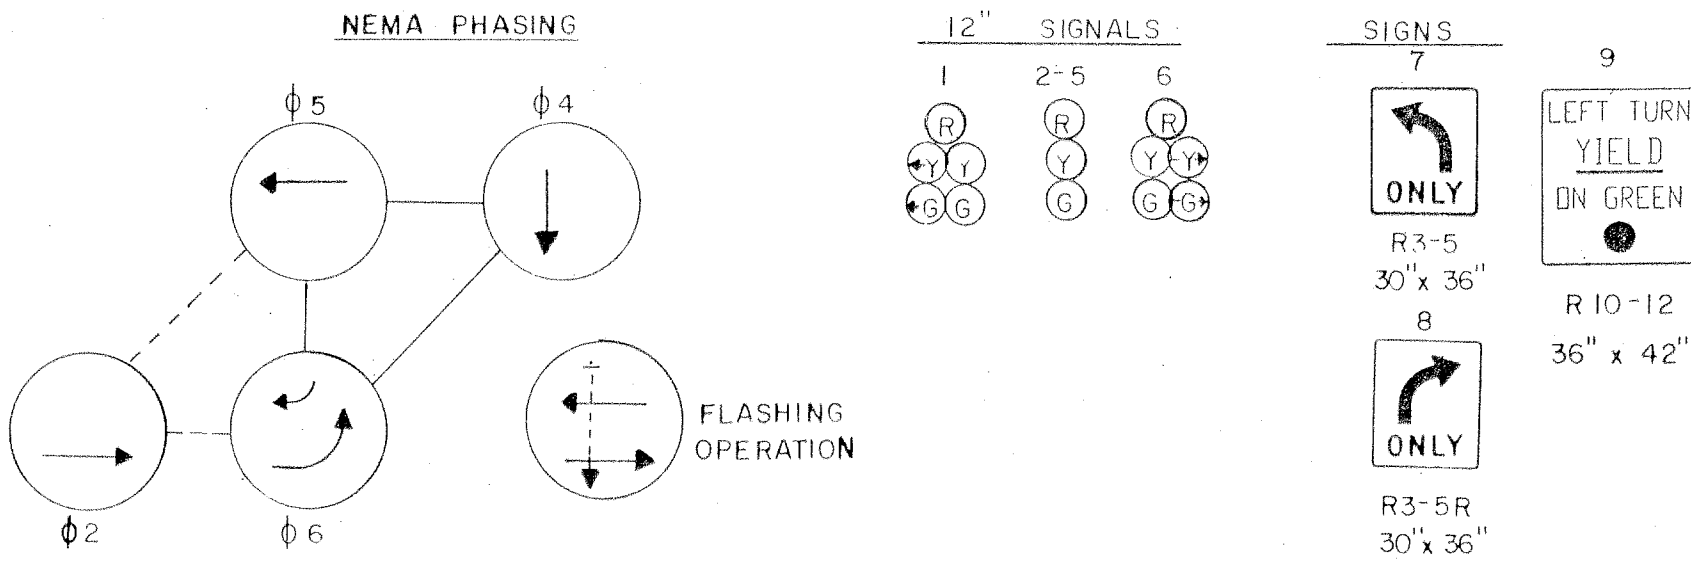 NEMA PHASING
ϕ5
ϕ4
ϕ2
ϕ6
FLASHING
OPERATION
12" SIGNALS
1
2-5
6
R
R
R
Y Y
Y
Y Y
G G
G
G G
SIGNS
7
ONLY
R3-5
30" x 36"
8
ONLY
R3-5R
30" x 36"
9
LEFT TURN
YIELD
ON GREEN
R10-12
36" x 42"